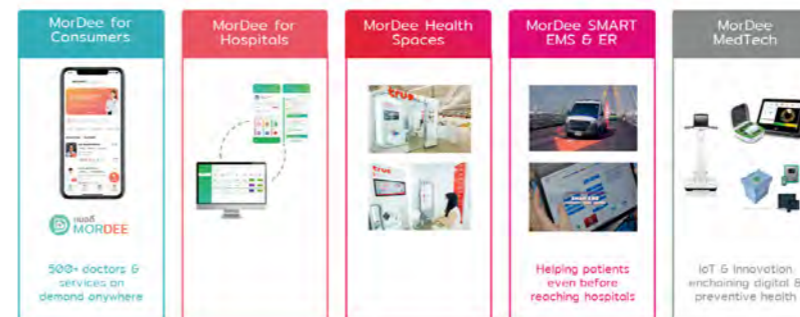 MorDee for
Consumers
หมอดี
MORDEE
500+ doctors &
services on
demand anywhere
MorDee for
Hospitals
MorDee Health
Spaces
true
true
MorDee SMART
EMS & ER
Helping patients
even before
reaching hospitals
MorDee
MedTech
IoT & Innovation
enchaining digital &
preventive health